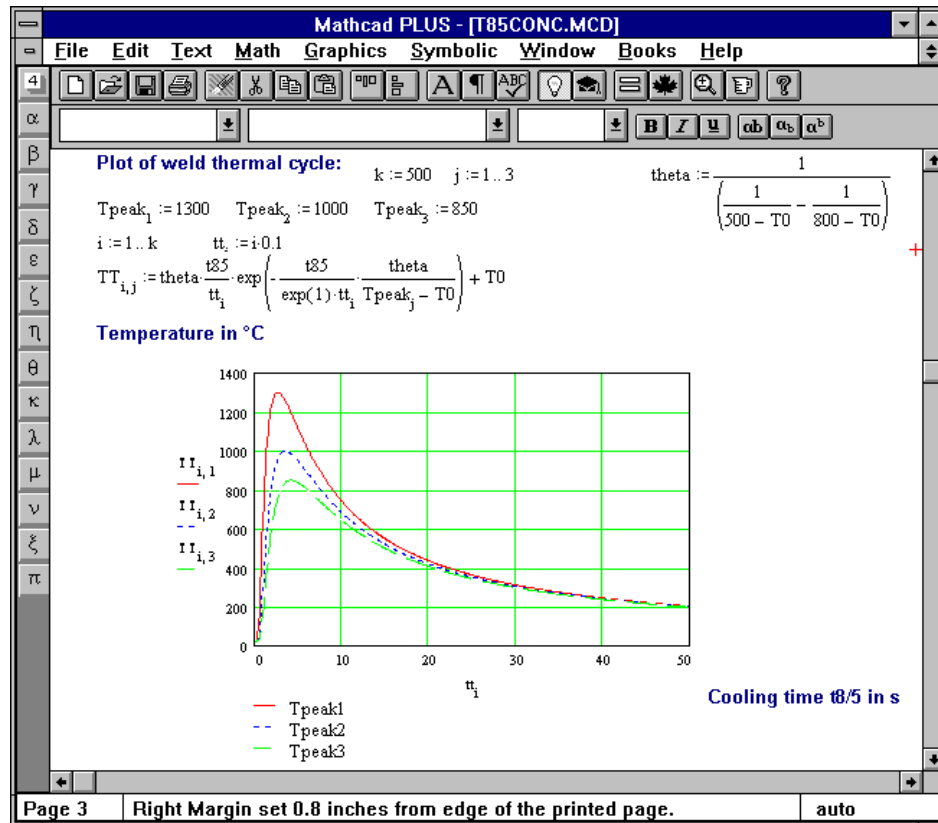 Mathcad PLUS - [T85CONC.MCD]
File Edit Text Math Graphics Symbolic Window Books Help
4
A ¶ ABC ?
B I u ab αb αb
α
β
γ
δ
ε
ζ
η
θ
κ
λ
μ
ν
ξ
π
Plot of weld thermal cycle:
k := 500 j := 1..3
theta := 1 / (1/(500 − T0) − 1/(800 − T0))
Tpeak1 := 1300 Tpeak2 := 1000 Tpeak3 := 850
i := 1..k tti := i·0.1
TTi,j := theta·t85/tti·exp(-t85/(exp(1)·tti)·theta/(Tpeakj − T0)) + T0
Temperature in °C
1400
1200
1000
800
600
400
200
0
TTi,1
TTi,2
TTi,3
0 10 20 30 40 50
tti
Cooling time t8/5 in s
Tpeak1
Tpeak2
Tpeak3
Page 3 Right Margin set 0.8 inches from edge of the printed page. auto